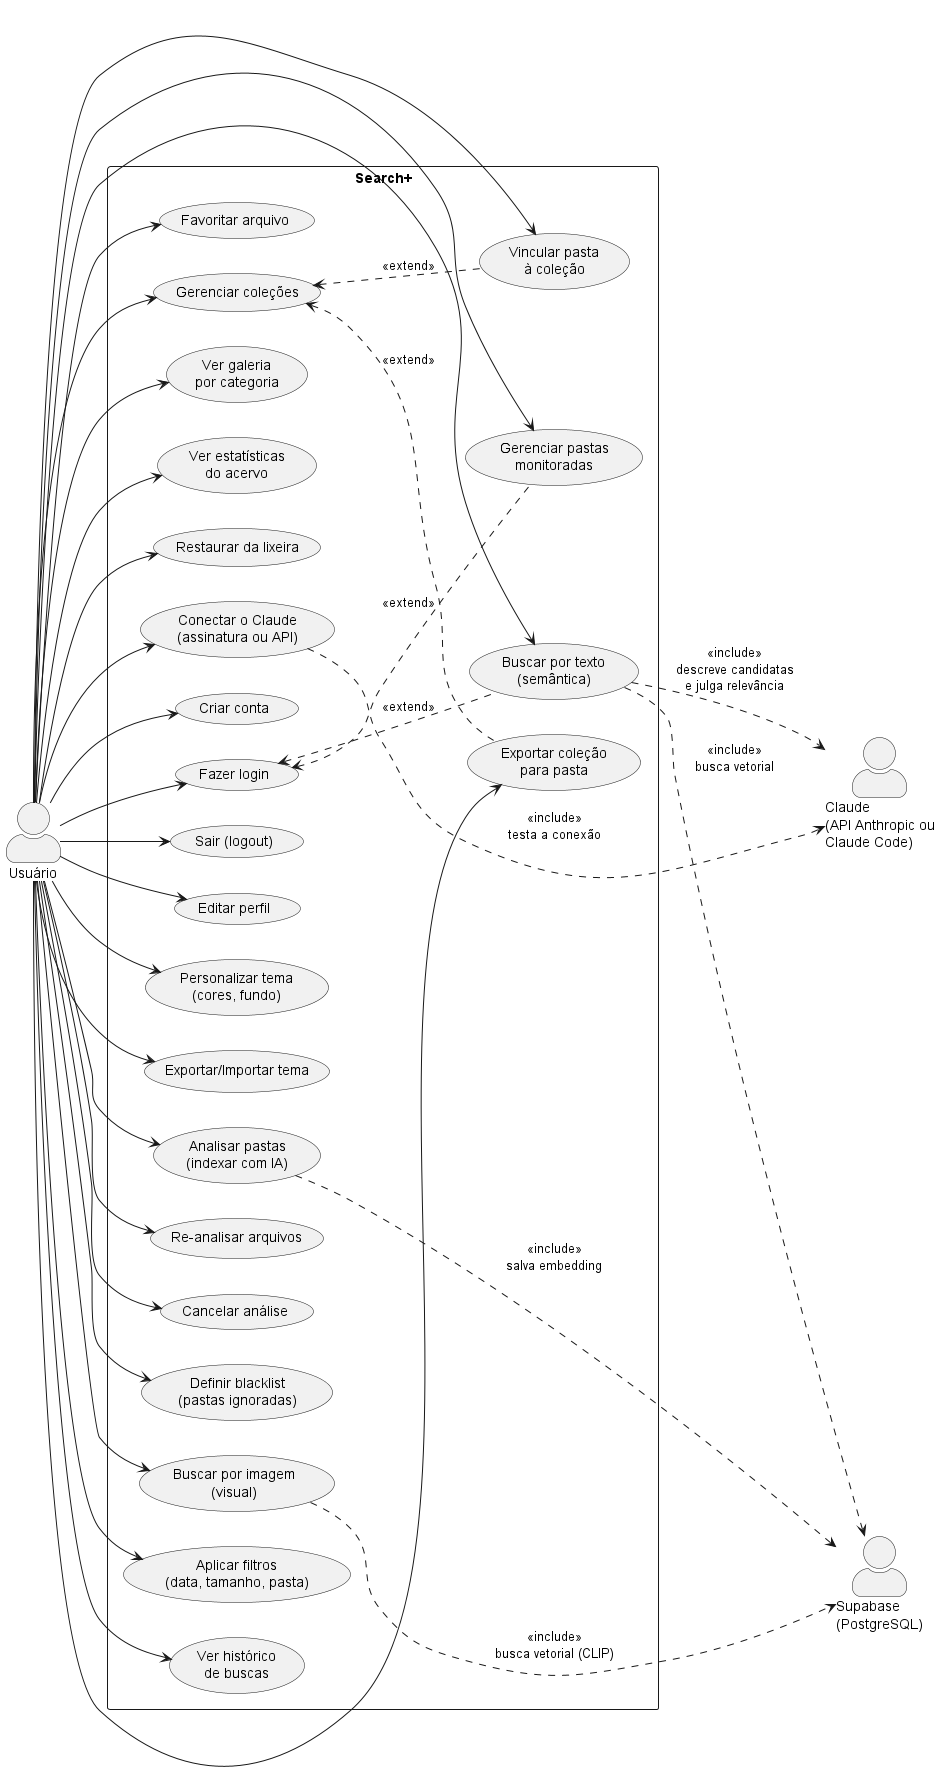 Search+
Favoritar arquivo
Vincular pasta
à coleção
«extend»
Gerenciar coleções
«extend»
Ver galeria
por categoria
Gerenciar pastas
monitoradas
Ver estatísticas
do acervo
Restaurar da lixeira
«extend»
Conectar o Claude
(assinatura ou API)
Buscar por texto
(semântica)
«include»
descreve candidatas
e julga relevância
Criar conta
«extend»
«include»
busca vetorial
Exportar coleção
para pasta
Fazer login
Claude
(API Anthropic ou
Claude Code)
«include»
testa a conexão
Sair (logout)
Usuário
Editar perfil
Personalizar tema
(cores, fundo)
Exportar/Importar tema
Analisar pastas
(indexar com IA)
Re-analisar arquivos
«include»
salva embedding
Cancelar análise
Definir blacklist
(pastas ignoradas)
Buscar por imagem
(visual)
Aplicar filtros
(data, tamanho, pasta)
Supabase
(PostgreSQL)
«include»
busca vetorial (CLIP)
Ver histórico
de buscas